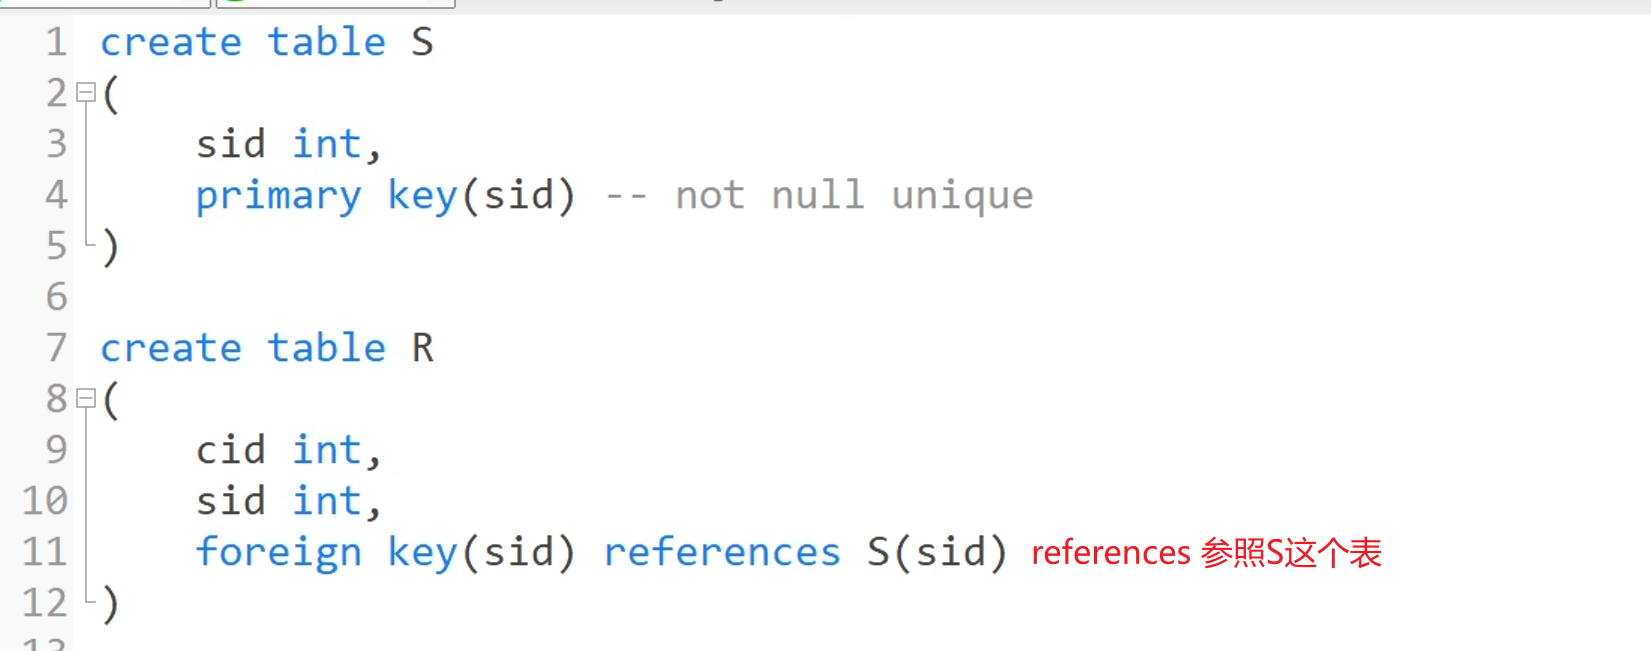 1 create table S
2 (
3 sid int,
4 primary key(sid) -- not null unique
5 )
6
7 create table R
8 (
9 cid int,
10 sid int,
11 foreign key(sid) references S(sid) references 参照S这个表
12 )